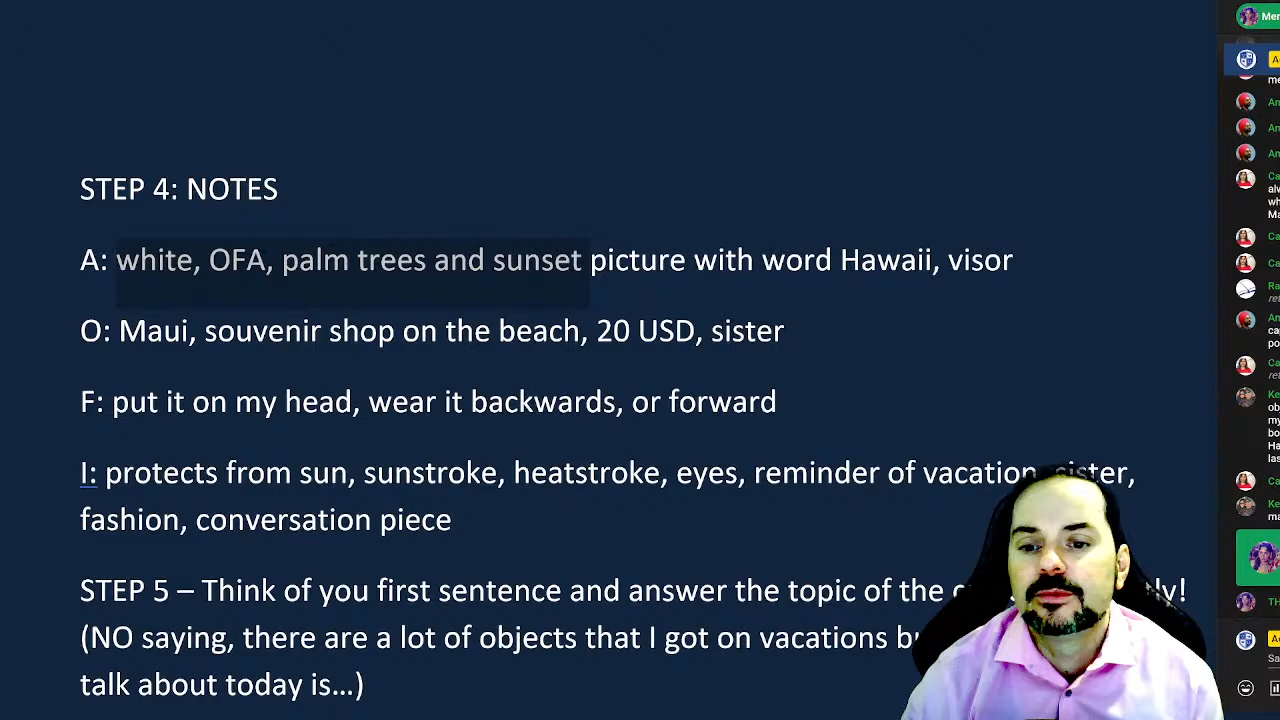 STEP 4: NOTES
A: white, OFA, palm trees and sunset picture with word Hawaii, visor
O: Maui, souvenir shop on the beach, 20 USD, sister
F: put it on my head, wear it backwards, or forward
I: protects from sun, sunstroke, heatstroke, eyes, reminder of vacation, sister,
fashion, conversation piece
STEP 5 – Think of you first sentence and answer the topic of the
(NO saying, there are a lot of objects that I got on vacations
talk about today is...)